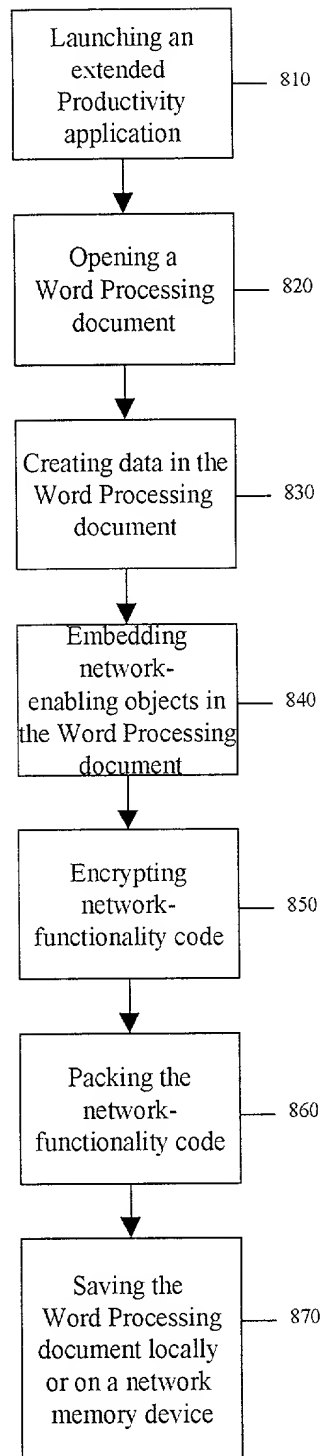 Launching an
extended
Productivity
application
810
Opening a
Word Processing
document
820
Creating data in the
Word Processing
document
830
Embedding
network-
enabling objects in
the Word Processing
document
840
Encrypting
network-
functionality code
850
Packing the
network-
functionality code
860
Saving the
Word Processing
document locally
or on a network
memory device
870